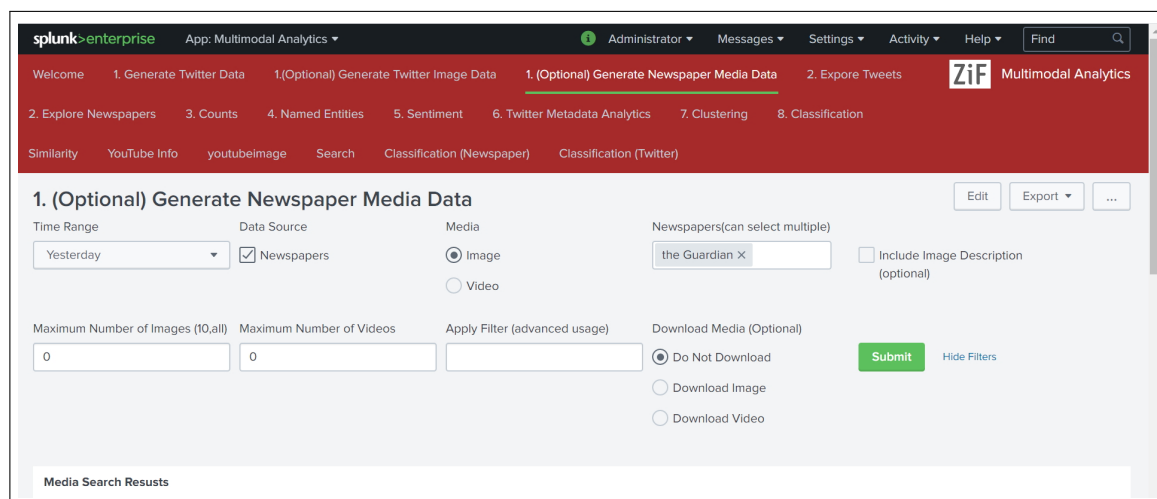 splunk>enterprise App: Multimodal Analytics Administrator Messages Settings Activity Help Find
Welcome 1. Generate Twitter Data 1.(Optional) Generate Twitter Image Data 1. (Optional) Generate Newspaper Media Data 2. Expore Tweets ZiF Multimodal Analytics
2. Explore Newspapers 3. Counts 4. Named Entities 5. Sentiment 6. Twitter Metadata Analytics 7. Clustering 8. Classification
Similarity YouTube Info youtubeimage Search Classification (Newspaper) Classification (Twitter)
1. (Optional) Generate Newspaper Media Data Edit Export ...
Time Range Data Source Media Newspapers(can select multiple)
Yesterday Newspapers Image the Guardian × Include Image Description
(optional)
Video
Maximum Number of Images (10,all) Maximum Number of Videos Apply Filter (advanced usage) Download Media (Optional)
0 0 Do Not Download Submit Hide Filters
Download Image
Download Video
Media Search Resusts